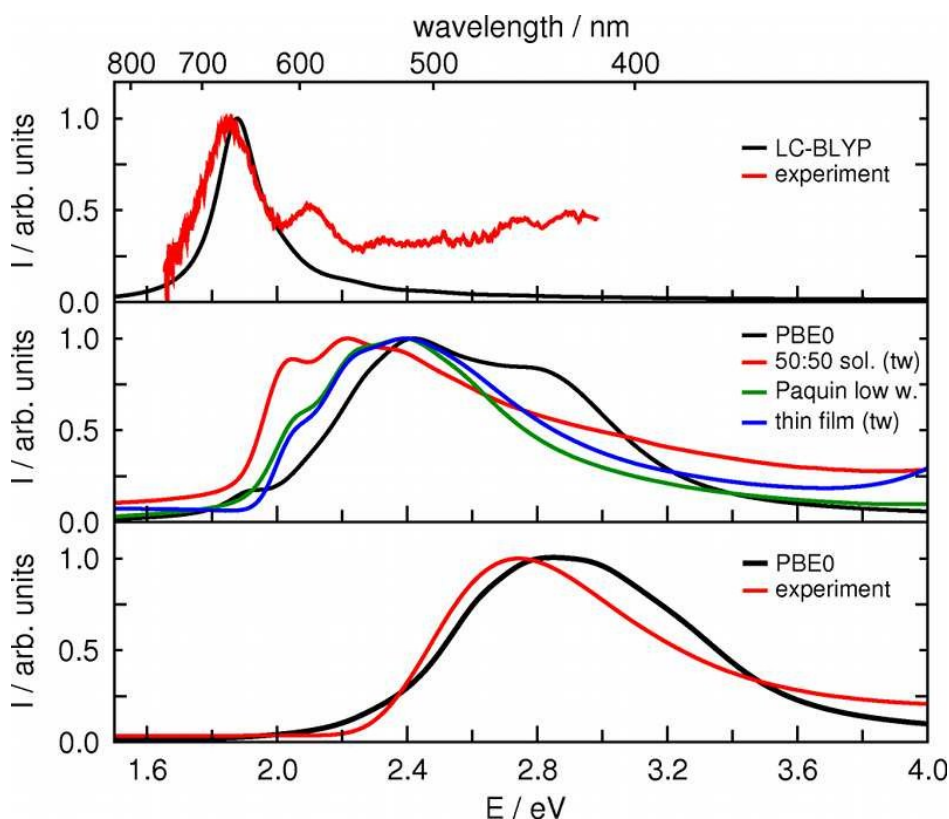 wavelength / nm
800 700 600 500 400
I / arb. units
1.0
0.5
0.0
LC-BLYP
experiment
I / arb. units
1.0
0.5
0.0
PBE0
50:50 sol. (tw)
Paquin low w.
thin film (tw)
I / arb. units
1.0
0.5
0.0
PBE0
experiment
1.6 2.0 2.4 2.8 3.2 3.6 4.0
E / eV